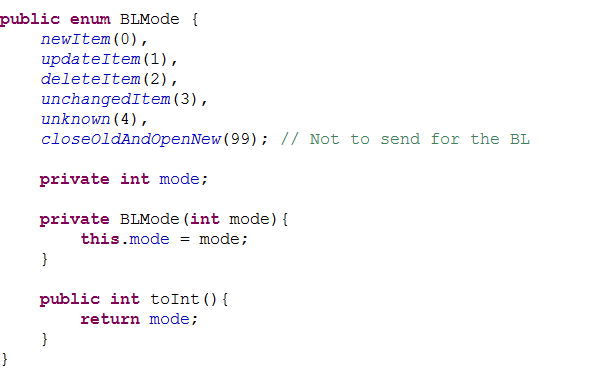 public enum BLMode {
    newItem(0),
    updateItem(1),
    deleteItem(2),
    unchangedItem(3),
    unknown(4),
    closeOldAndOpenNew(99); // Not to send for the BL
    private int mode;
    private BLMode(int mode){
        this.mode = mode;
    }
    public int toInt(){
        return mode;
    }
}